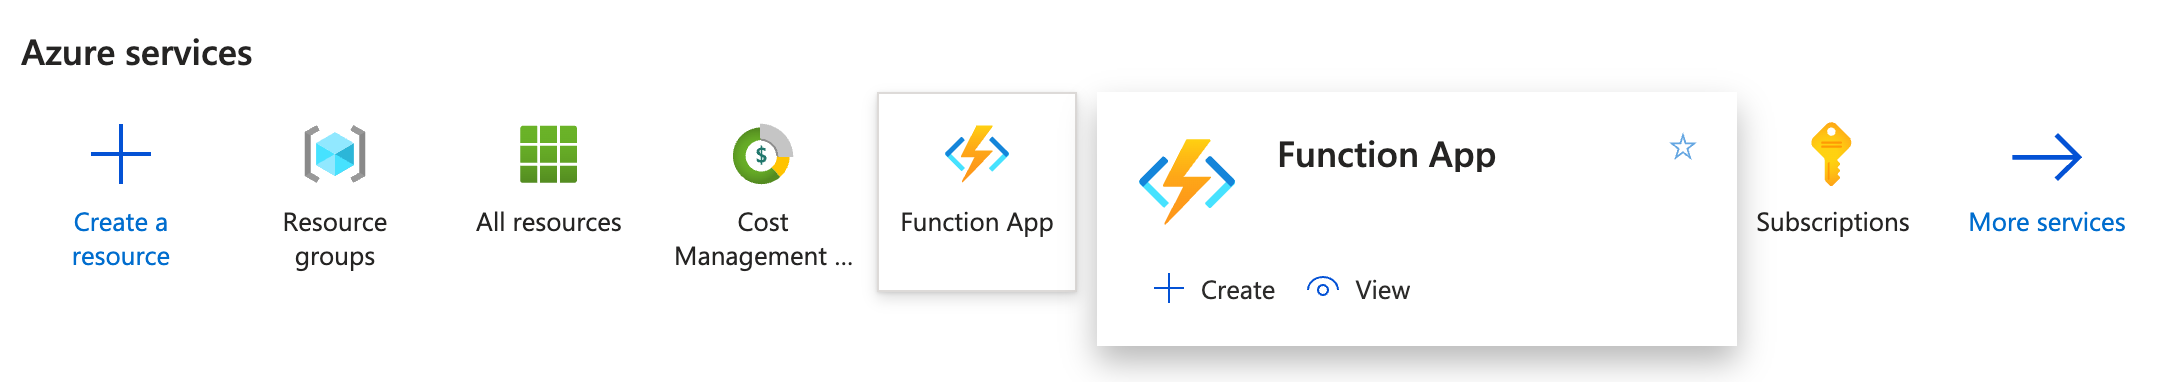 Azure services
Create a
resource
Resource
groups
All resources
$
Cost
Management ...
Function App
Function App
Create
View
Subscriptions
More services